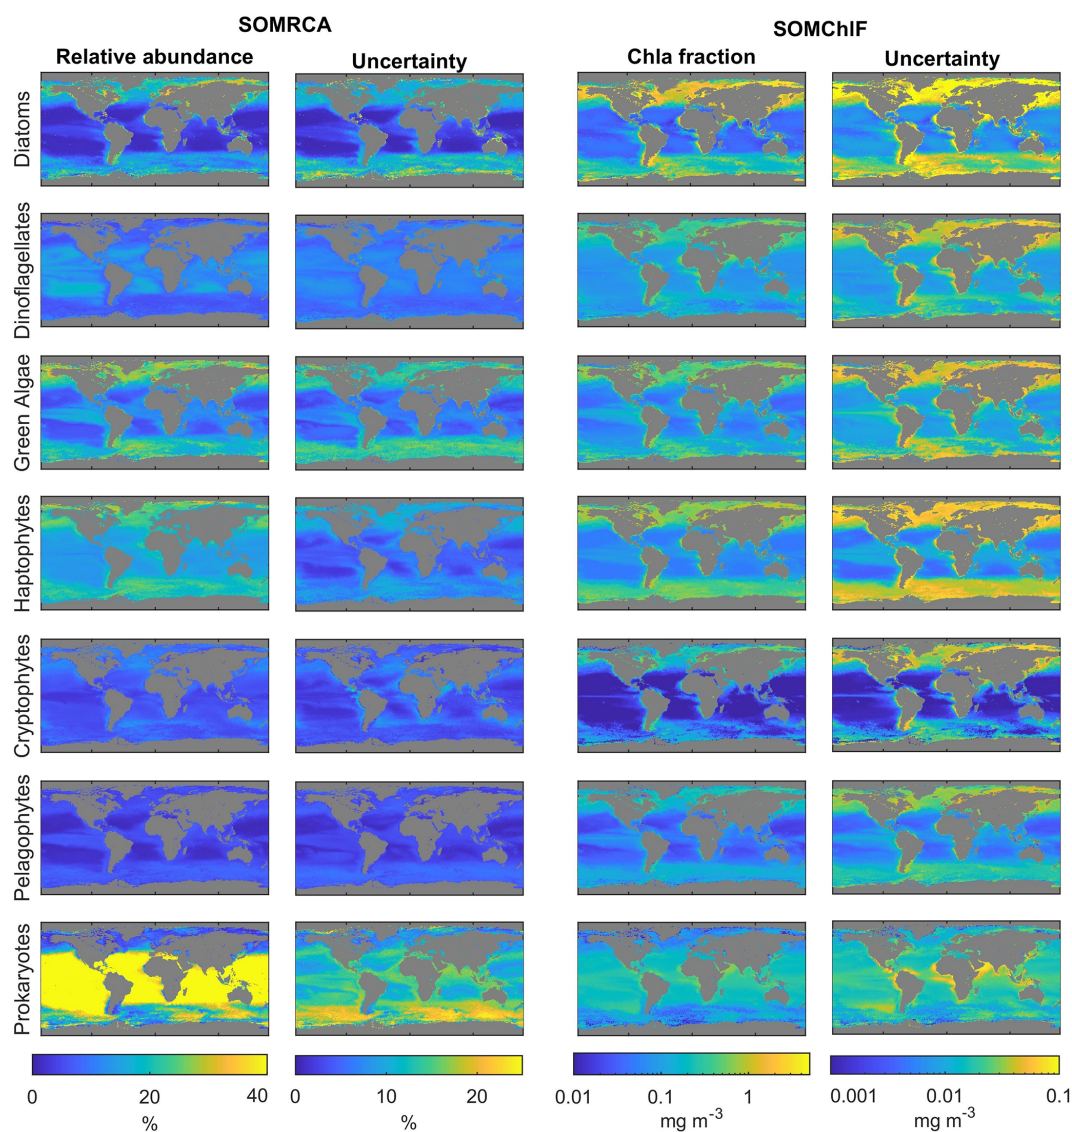 SOMRCA
SOMChlF
Relative abundance
Uncertainty
Chla fraction
Uncertainty
Diatoms
Dinoflagellates
Green Algae
Haptophytes
Cryptophytes
Pelagophytes
Prokaryotes
0 20 40
%
0 10 20
%
0.01 0.1 1
mg m⁻³
0.001 0.01 0.1
mg m⁻³